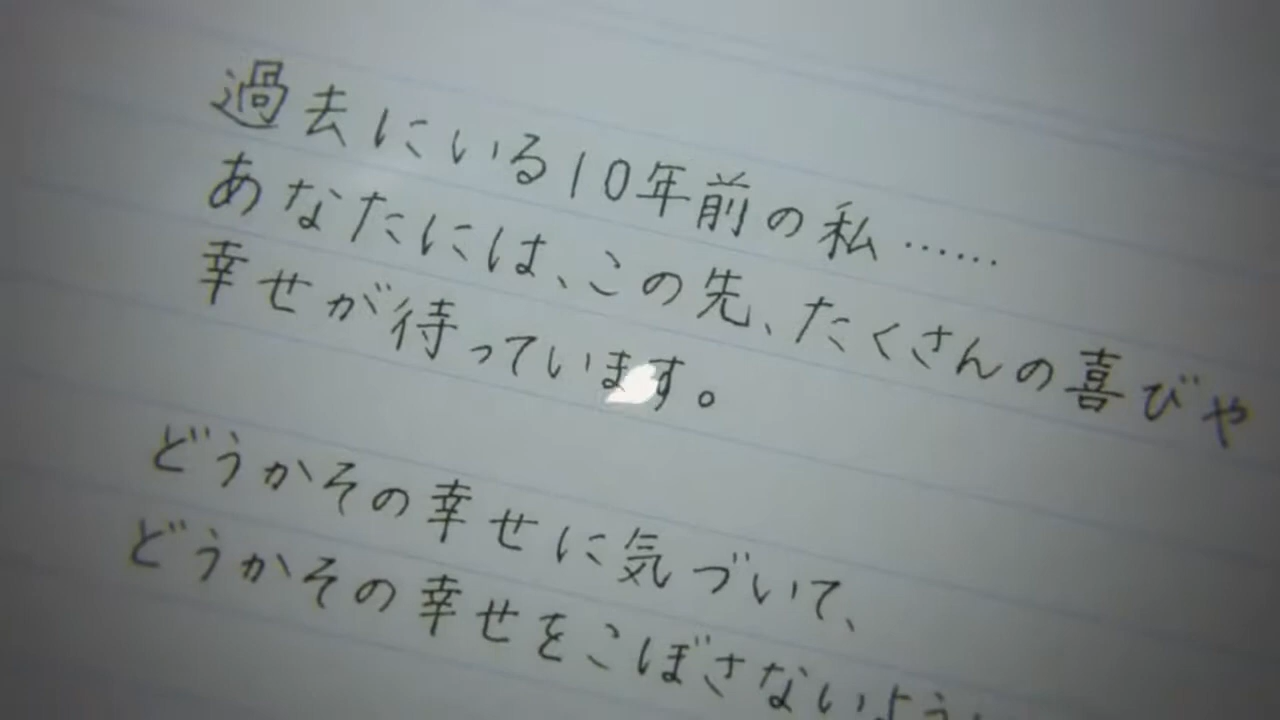 過去にいる10年前の私……
あなたには、この先、たくさんの喜びや
幸せが待っています。
どうかその幸せに気づいて、
どうかその幸せをこぼさないよう